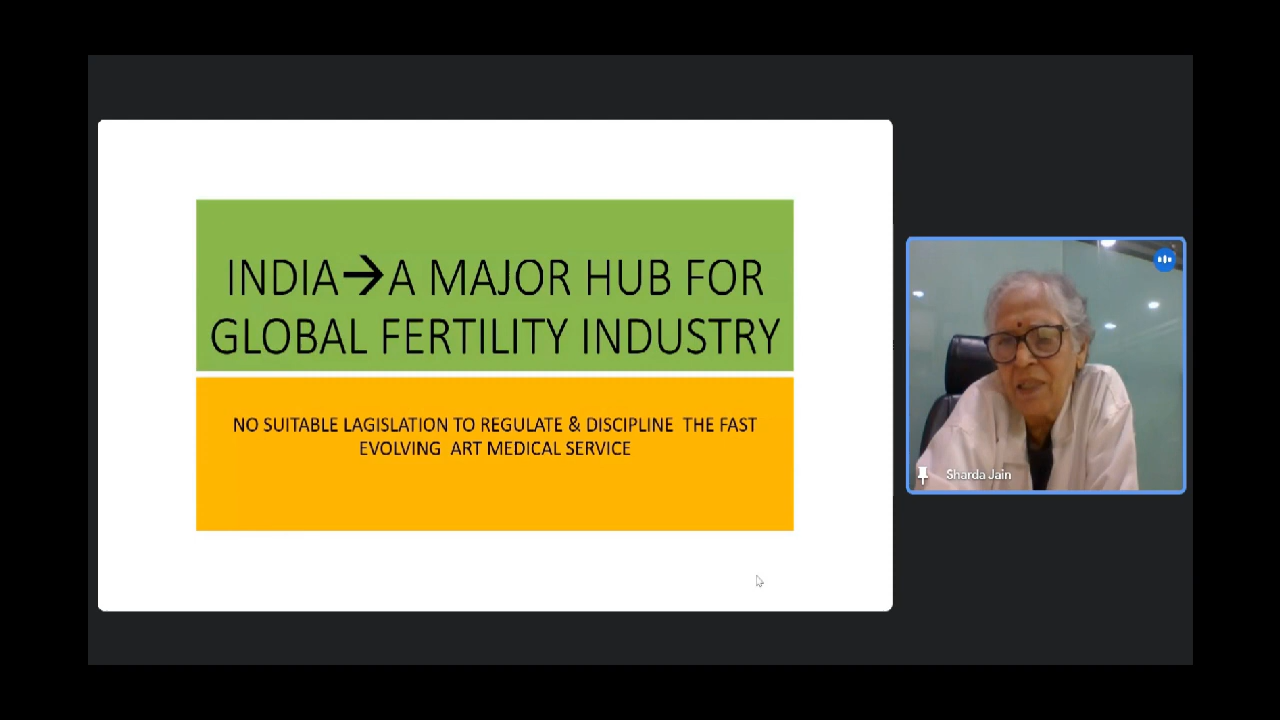 INDIA→A MAJOR HUB FOR
GLOBAL FERTILITY INDUSTRY
NO SUITABLE LAGISLATION TO REGULATE & DISCIPLINE THE FAST
EVOLVING ART MEDICAL SERVICE
Sharda Jain